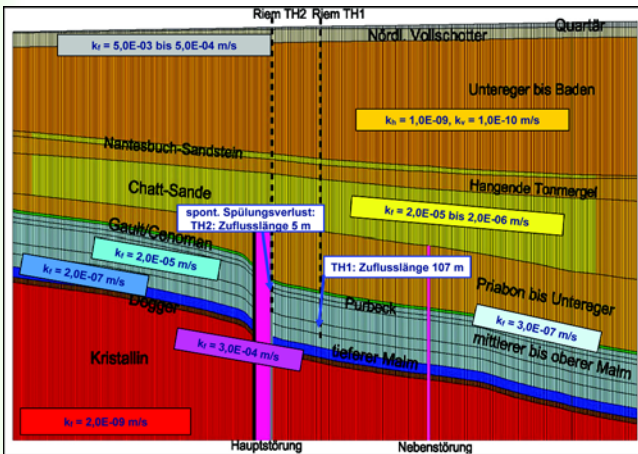 Riem TH2 Riem TH1
Quartär
Nördl. Vollschotter
kf = 5,0E-03 bis 5,0E-04 m/s
Untereger bis Baden
kh = 1,0E-09, kv = 1,0E-10 m/s
Nantesbuch-Sandstein
Hangende Tonmergel
Chatt-Sande
spont. Spülungsverlust:
TH2: Zuflusslänge 5 m
kf = 2,0E-05 bis 2,0E-06 m/s
Gault/Cenoman
kf = 2,0E-05 m/s
TH1: Zuflusslänge 107 m
Priabon bis Untereger
kf = 2,0E-07 m/s
Purbeck
kf = 3,0E-07 m/s
Dogger
mittlerer bis oberer Malm
kf = 3,0E-04 m/s
tieferer Malm
Kristallin
kf = 2,0E-09 m/s
Hauptstörung
Nebenstörung